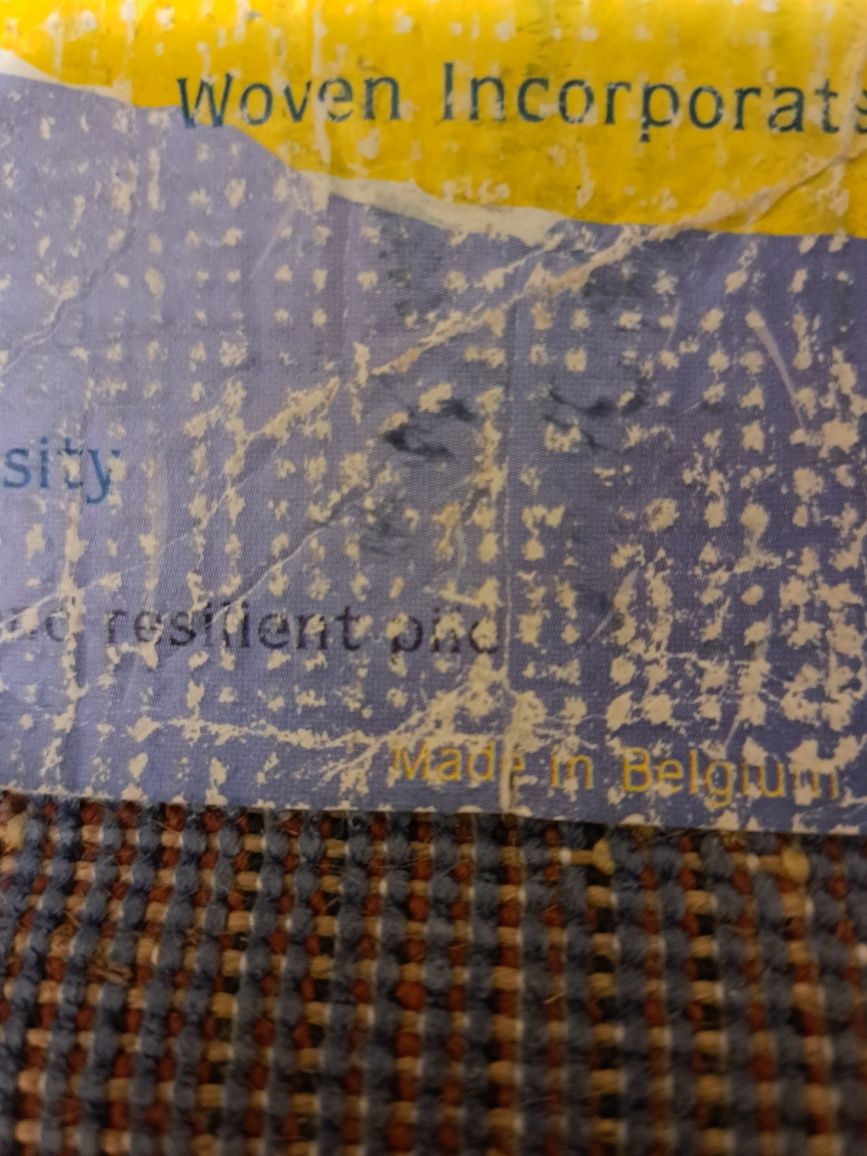 Woven Incorporat
sity
resilient
Made in Belgium